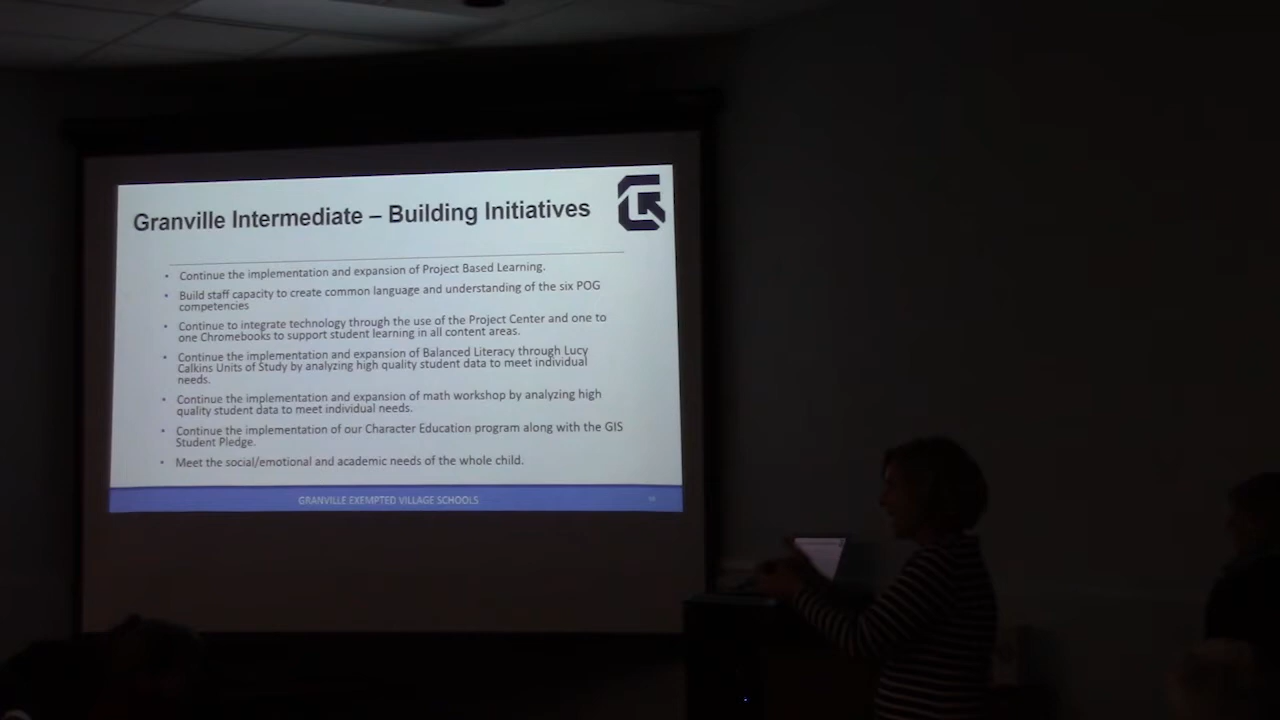 Granville Intermediate – Building Initiatives
• Continue the implementation and expansion of Project Based Learning.
• Build staff capacity to create common language and understanding of the six POG
competencies
• Continue to integrate technology through the use of the Project Center and one to
one Chromebooks to support student learning in all content areas.
• Continue the implementation and expansion of Balanced Literacy through Lucy
Calkins Units of Study by analyzing high quality student data to meet individual
needs.
• Continue the implementation and expansion of math workshop by analyzing high
quality student data to meet individual needs.
• Continue the implementation of our Character Education program along with the GIS
Student Pledge.
• Meet the social/emotional and academic needs of the whole child.
GRANVILLE EXEMPTED VILLAGE SCHOOLS